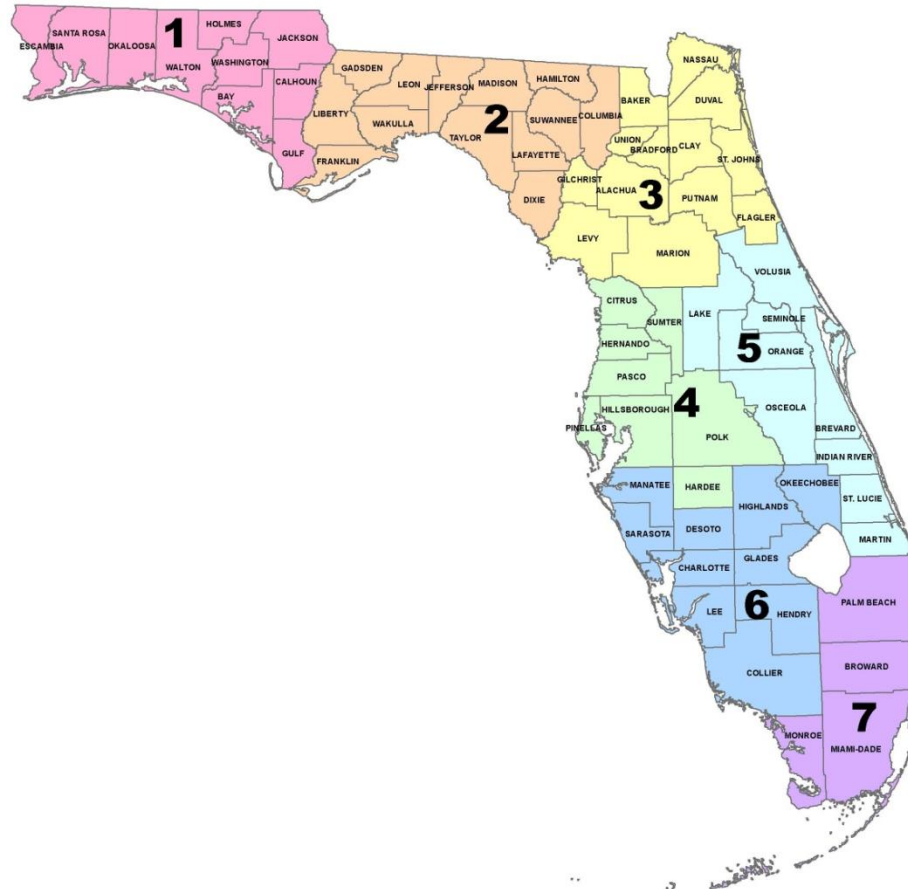 ESCAMBIA
SANTA ROSA
OKALOOSA
1
WALTON
HOLMES
WASHINGTON
JACKSON
BAY
CALHOUN
GULF
GADSDEN
LIBERTY
FRANKLIN
LEON
WAKULLA
JEFFERSON
MADISON
2
TAYLOR
HAMILTON
SUWANNEE
LAFAYETTE
DIXIE
COLUMBIA
NASSAU
BAKER
DUVAL
UNION
BRADFORD
CLAY
ST. JOHNS
GILCHRIST
ALACHUA
3
PUTNAM
FLAGLER
LEVY
MARION
VOLUSIA
CITRUS
SUMTER
LAKE
SEMINOLE
HERNANDO
5
ORANGE
PASCO
HILLSBOROUGH
4
OSCEOLA
PINELLAS
POLK
BREVARD
INDIAN RIVER
MANATEE
HARDEE
OKEECHOBEE
HIGHLANDS
ST. LUCIE
SARASOTA
DESOTO
MARTIN
CHARLOTTE
GLADES
LEE
6
HENDRY
PALM BEACH
COLLIER
BROWARD
7
MONROE
MIAMI-DADE